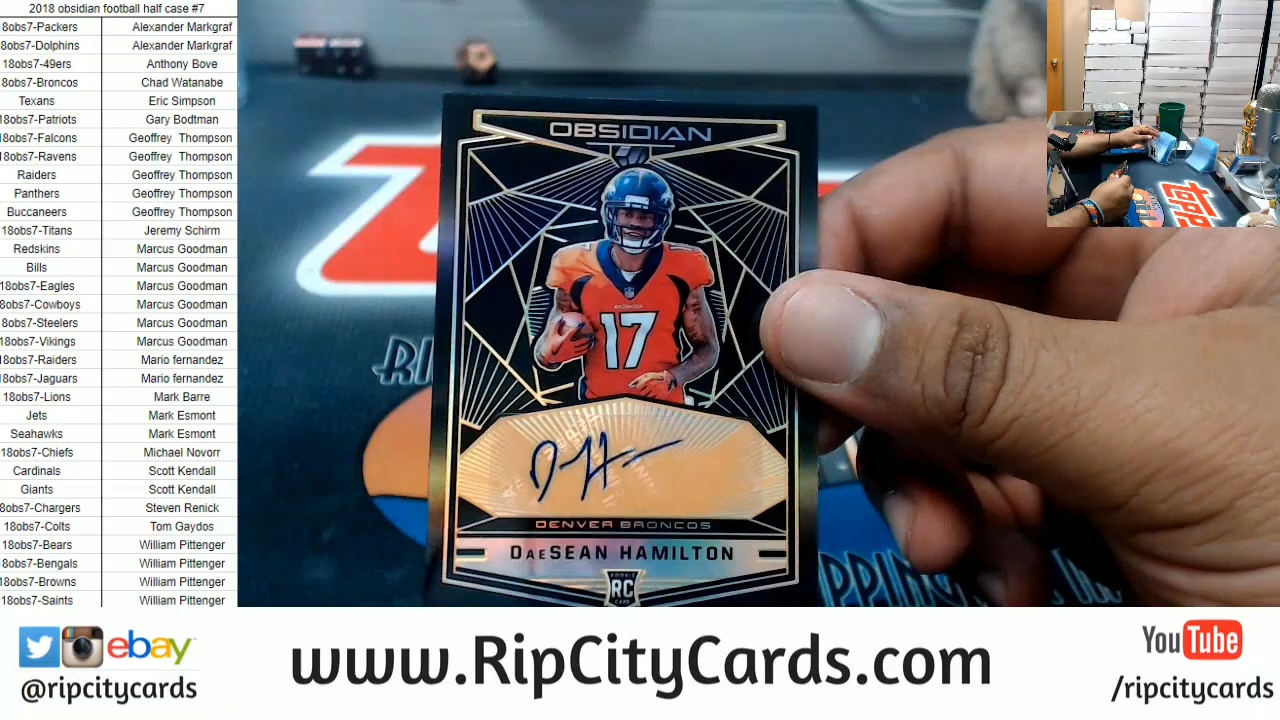 2018 obsidian football half case #7
18obs7-Packers Alexander Markgraf
8obs7-Dolphins Alexander Markgraf
18obs7-49ers Anthony Bove
8obs7-Broncos Chad Watanabe
Texans Eric Simpson
18obs7-Patriots Gary Bodtman
18obs7-Falcons Geoffrey Thompson
18obs7-Ravens Geoffrey Thompson
Raiders Geoffrey Thompson
Panthers Geoffrey Thompson
Buccaneers Geoffrey Thompson
18obs7-Titans Jeremy Schirm
Redskins Marcus Goodman
Bills Marcus Goodman
18obs7-Eagles Marcus Goodman
8obs7-Cowboys Marcus Goodman
8obs7-Steelers Marcus Goodman
18obs7-Vikings Marcus Goodman
18obs7-Raiders Mario fernandez
18obs7-Jaguars Mario fernandez
18obs7-Lions Mark Barre
Jets Mark Esmont
Seahawks Mark Esmont
18obs7-Chiefs Michael Novorr
Cardinals Scott Kendall
Giants Scott Kendall
8obs7-Chargers Steven Renick
18obs7-Colts Tom Gaydos
18obs7-Bears William Pittenger
8obs7-Bengals William Pittenger
18obs7-Browns William Pittenger
18obs7-Saints William Pittenger
OBSIDIAN
17
DENVER BRONCOS
DaeSEAN HAMILTON
ROOKIE
RC
CARD
ebay
@ripcitycards
www.RipCityCards.com
YouTube
/ripcitycards